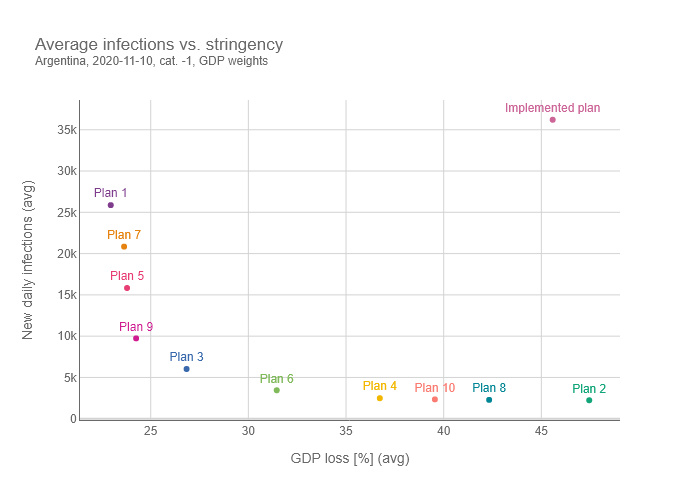 Average infections vs. stringency
Argentina, 2020-11-10, cat. -1, GDP weights
Implemented plan
35k
30k
Plan 1
25k
Plan 7
20k
Plan 5
15k
Plan 9
10k
Plan 3
Plan 6
5k
Plan 4
Plan 10
Plan 8
Plan 2
0
25
30
35
40
45
New daily infections (avg)
GDP loss [%] (avg)